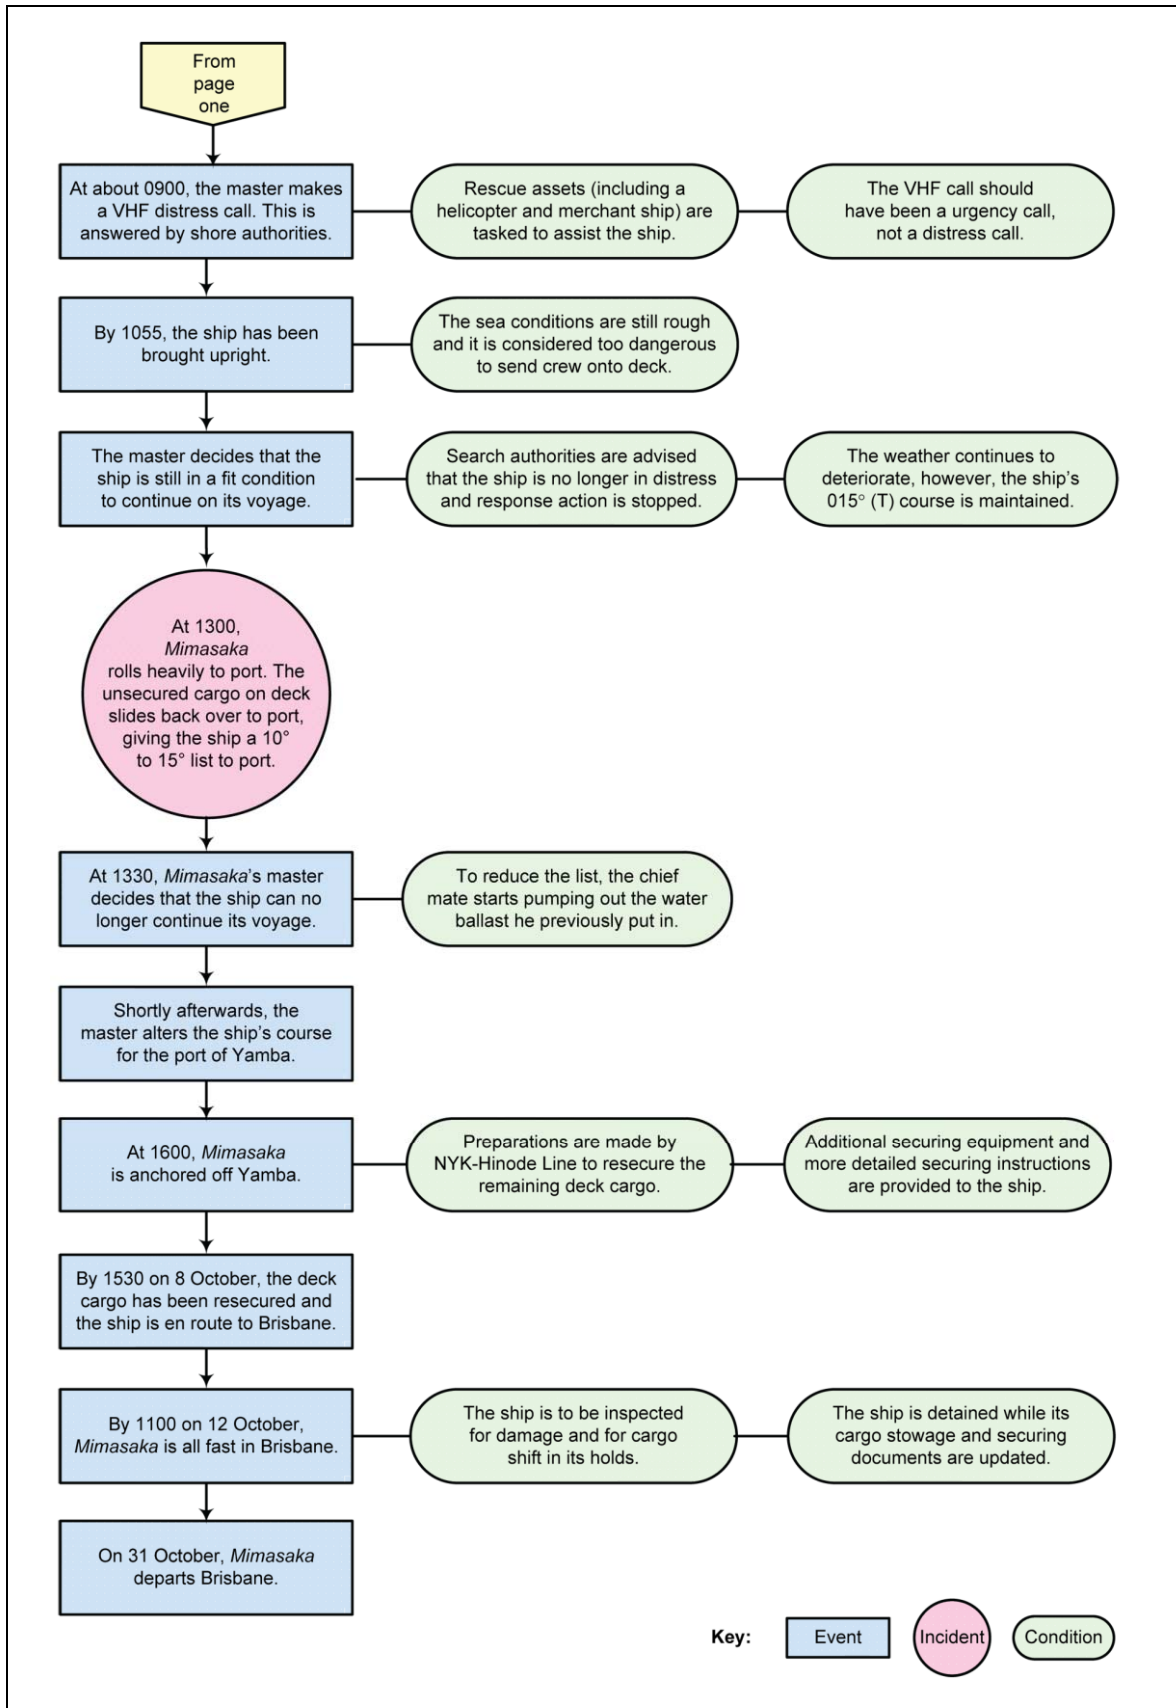 From
page
one
At about 0900, the master makes
a VHF distress call. This is
answered by shore authorities.
Rescue assets (including a
helicopter and merchant ship) are
tasked to assist the ship.
The VHF call should
have been a urgency call,
not a distress call.
By 1055, the ship has been
brought upright.
The sea conditions are still rough
and it is considered too dangerous
to send crew onto deck.
The master decides that the
ship is still in a fit condition
to continue on its voyage.
Search authorities are advised
that the ship is no longer in distress
and response action is stopped.
The weather continues to
deteriorate, however, the ship’s
015° (T) course is maintained.
At 1300,
Mimasaka
rolls heavily to port. The
unsecured cargo on deck
slides back over to port,
giving the ship a 10°
to 15° list to port.
At 1330, Mimasaka’s master
decides that the ship can no
longer continue its voyage.
To reduce the list, the chief
mate starts pumping out the water
ballast he previously put in.
Shortly afterwards, the
master alters the ship’s course
for the port of Yamba.
At 1600, Mimasaka
is anchored off Yamba.
Preparations are made by
NYK-Hinode Line to resecure the
remaining deck cargo.
Additional securing equipment and
more detailed securing instructions
are provided to the ship.
By 1530 on 8 October, the deck
cargo has been resecured and
the ship is en route to Brisbane.
By 1100 on 12 October,
Mimasaka is all fast in Brisbane.
The ship is to be inspected
for damage and for cargo
shift in its holds.
The ship is detained while its
cargo stowage and securing
documents are updated.
On 31 October, Mimasaka
departs Brisbane.
Key:
Event
Incident
Condition